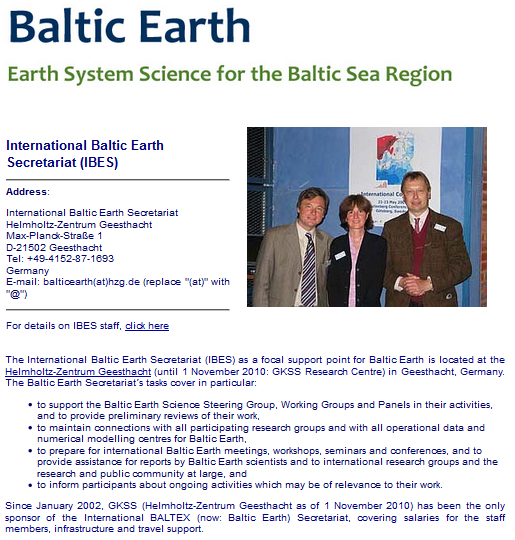 Baltic Earth
Earth System Science for the Baltic Sea Region
International Baltic Earth
Secretariat (IBES)
Address:
International Baltic Earth Secretariat
Helmholtz-Zentrum Geesthacht
Max-Planck-Straße 1
D-21502 Geesthacht
Tel: +49-4152-87-1693
Germany
E-mail: balticearth(at)hzg.de (replace "(at)" with
"@")
For details on IBES staff, click here
International Co
22-23 May 200
The International Baltic Earth Secretariat (IBES) as a focal support point for Baltic Earth is located at the
Helmholtz-Zentrum Geesthacht (until 1 November 2010: GKSS Research Centre) in Geesthacht, Germany.
The Baltic Earth Secretariat's tasks cover in particular:
• to support the Baltic Earth Science Steering Group, Working Groups and Panels in their activities,
and to provide preliminary reviews of their work,
• to maintain connections with all participating research groups and with all operational data and
numerical modelling centres for Baltic Earth,
• to prepare for international Baltic Earth meetings, workshops, seminars and conferences, and to
provide assistance for reports by Baltic Earth scientists and to international research groups and the
research and public community at large, and
• to inform participants about ongoing activities which may be of relevance to their work.
Since January 2002, GKSS (Helmholtz-Zentrum Geesthacht as of 1 November 2010) has been the only
sponsor of the International BALTEX (now: Baltic Earth) Secretariat, covering salaries for the staff
members, infrastructure and travel support.